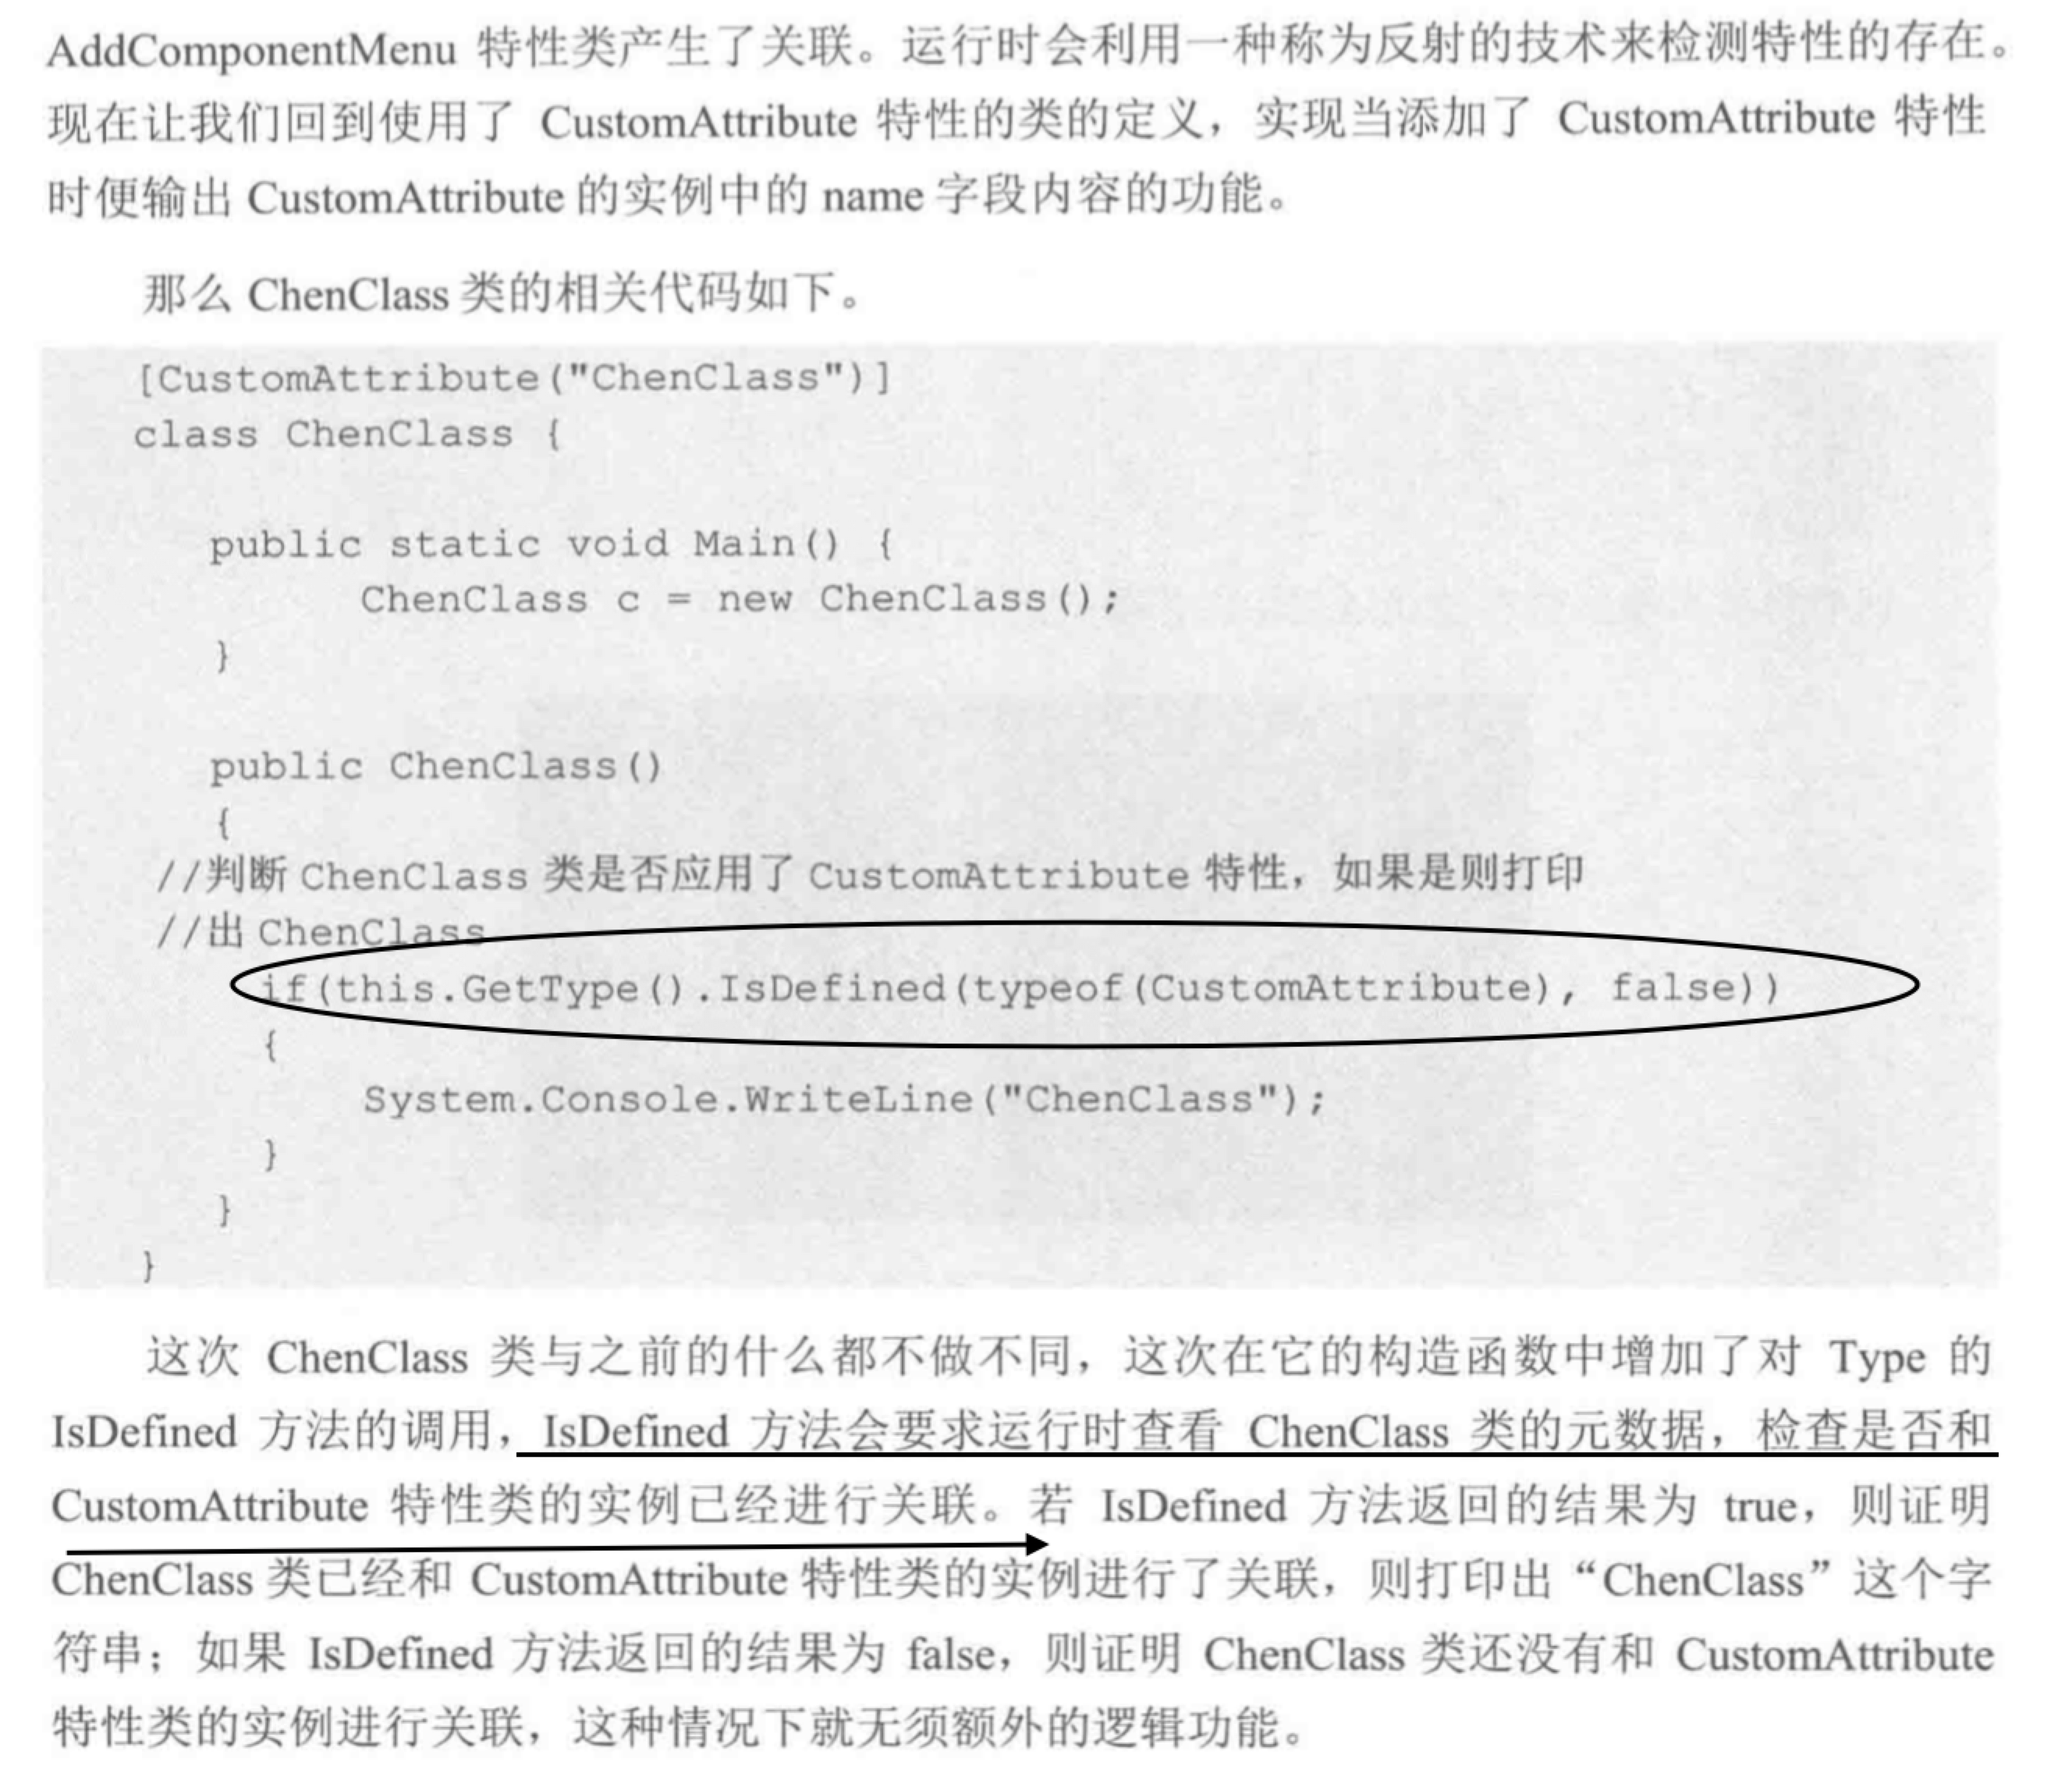 AddComponentMenu 特性类产生了关联。运行时会利用一种称为反射的技术来检测特性的存在。
现在让我们回到使用了 CustomAttribute 特性的类的定义，实现当添加了 CustomAttribute 特性
时便输出 CustomAttribute 的实例中的 name 字段内容的功能。
那么 ChenClass 类的相关代码如下。
[CustomAttribute("ChenClass")]
class ChenClass {
public static void Main() {
ChenClass c = new ChenClass();
}
public ChenClass()
{
//判断 ChenClass 类是否应用了 CustomAttribute 特性，如果是则打印
//出 ChenClass
if(this.GetType().IsDefined(typeof(CustomAttribute), false))
{
System.Console.WriteLine("ChenClass");
}
}
}
这次 ChenClass 类与之前的什么都不做不同，这次在它的构造函数中增加了对 Type 的
IsDefined 方法的调用，IsDefined 方法会要求运行时查看 ChenClass 类的元数据，检查是否和
CustomAttribute 特性类的实例已经进行关联。若 IsDefined 方法返回的结果为 true，则证明
ChenClass 类已经和 CustomAttribute 特性类的实例进行了关联，则打印出“ChenClass”这个字
符串；如果 IsDefined 方法返回的结果为 false，则证明 ChenClass 类还没有和 CustomAttribute
特性类的实例进行关联，这种情况下就无须额外的逻辑功能。